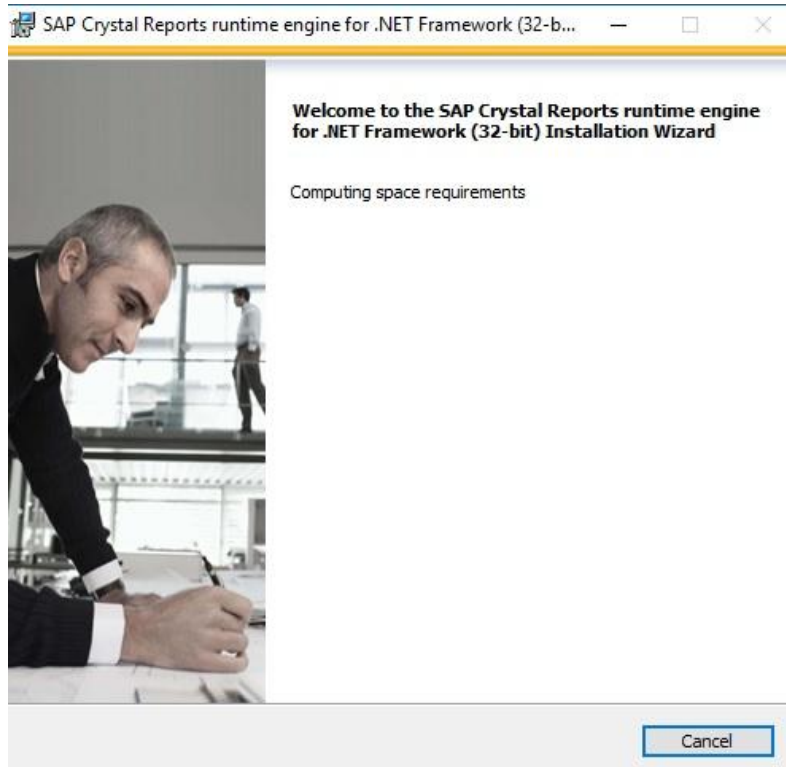 SAP Crystal Reports runtime engine for .NET Framework (32-b...
Welcome to the SAP Crystal Reports runtime engine
for .NET Framework (32-bit) Installation Wizard
Computing space requirements
Cancel